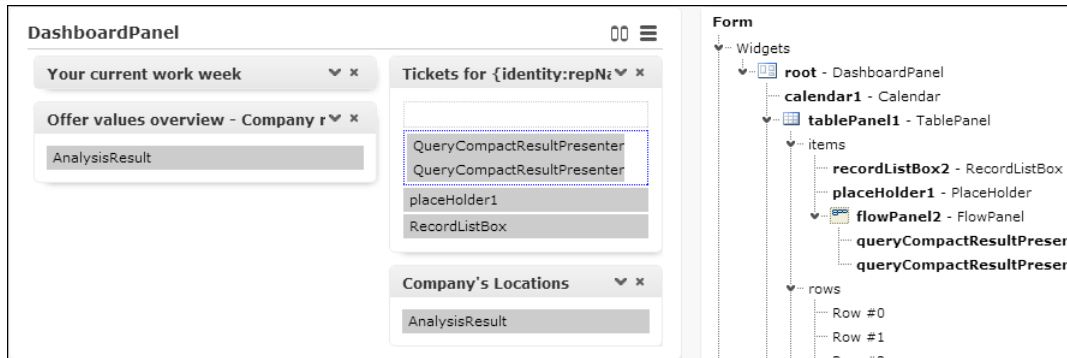 DashboardPanel
Your current work week
Offer values overview - Company r
AnalysisResult
Tickets for {identity:repNa
QueryCompactResultPresenter
QueryCompactResultPresenter
placeHolder1
RecordListBox
Company's Locations
AnalysisResult
Form
Widgets
root - DashboardPanel
calendar1 - Calendar
tablePanel1 - TablePanel
items
recordListBox2 - RecordListBox
placeHolder1 - PlaceHolder
flowPanel2 - FlowPanel
queryCompactResultPreser
queryCompactResultPreser
rows
Row #0
Row #1